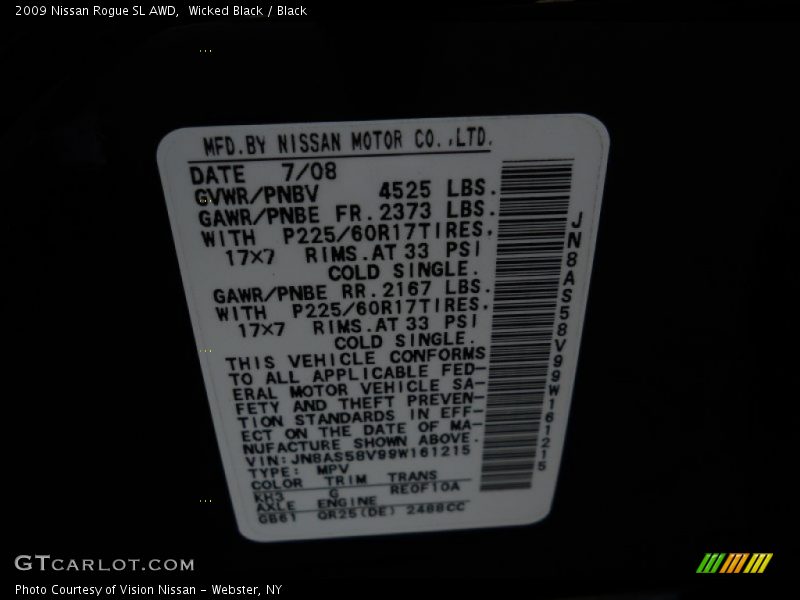 2009 Nissan Rogue SL AWD,  Wicked Black / Black
MFD.BY NISSAN MOTOR CO.,LTD.
DATE 7/08
GVWR/PNBV 4525 LBS.
GAWR/PNBE FR.2373 LBS.
WITH P225/60R17TIRES.
17×7 RIMS.AT 33 PSI
COLD SINGLE.
GAWR/PNBE RR.2167 LBS.
WITH P225/60R17TIRES.
17×7 RIMS.AT 33 PSI
COLD SINGLE.
THIS VEHICLE CONFORMS
TO ALL APPLICABLE FED-
ERAL MOTOR VEHICLE SA-
FETY AND THEFT PREVEN-
TION STANDARDS IN EFF-
ECT ON THE DATE OF MA-
NUFACTURE SHOWN ABOVE.
VIN:JN8AS58V99W161215
TYPE: MPV
COLOR TRIM TRANS
KH3 G RE0F10A
AXLE ENGINE
GB61 QR25(DE) 2488CC
JN8AS58V99W161215
GTCARLOT.COM
Photo Courtesy of Vision Nissan - Webster, NY